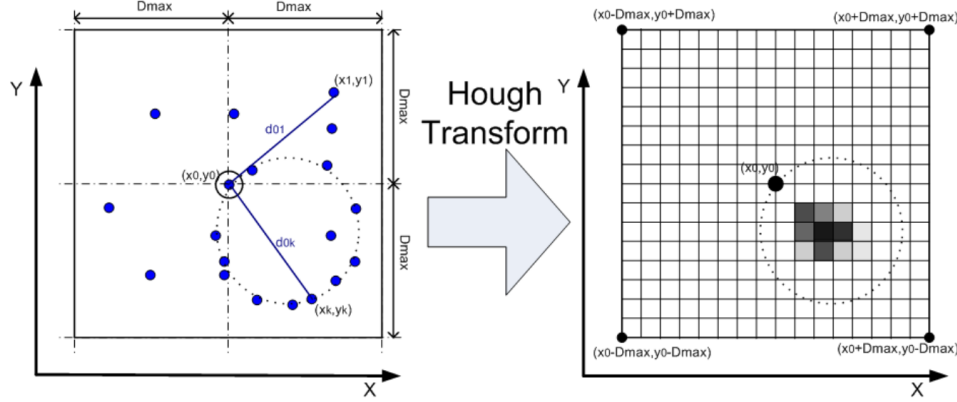 Dmax
Dmax
Y
(x1,y1)
Dmax
d01
(x0,y0)
d0k
Dmax
(xk,yk)
X
Hough
Transform
(x0-Dmax,y0+Dmax)
(x0+Dmax,y0+Dmax)
Y
(x0,y0)
(x0-Dmax,y0-Dmax)
(x0+Dmax,y0-Dmax)
X